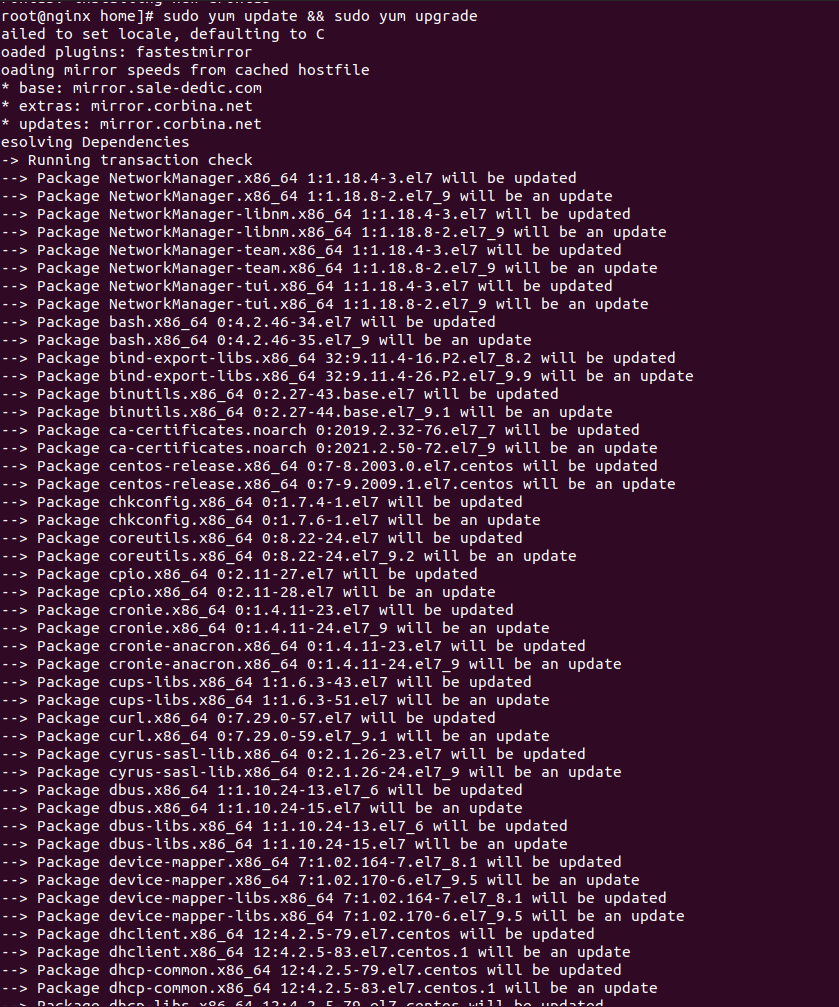 root@nginx home]# sudo yum update && sudo yum upgrade
ailed to set locale, defaulting to C
oaded plugins: fastestmirror
oading mirror speeds from cached hostfile
* base: mirror.sale-dedic.com
* extras: mirror.corbina.net
* updates: mirror.corbina.net
esolving Dependencies
-> Running transaction check
--> Package NetworkManager.x86_64 1:1.18.4-3.el7 will be updated
--> Package NetworkManager.x86_64 1:1.18.8-2.el7_9 will be an update
--> Package NetworkManager-libnm.x86_64 1:1.18.4-3.el7 will be updated
--> Package NetworkManager-libnm.x86_64 1:1.18.8-2.el7_9 will be an update
--> Package NetworkManager-team.x86_64 1:1.18.4-3.el7 will be updated
--> Package NetworkManager-team.x86_64 1:1.18.8-2.el7_9 will be an update
--> Package NetworkManager-tui.x86_64 1:1.18.4-3.el7 will be updated
--> Package NetworkManager-tui.x86_64 1:1.18.8-2.el7_9 will be an update
--> Package bash.x86_64 0:4.2.46-34.el7 will be updated
--> Package bash.x86_64 0:4.2.46-35.el7_9 will be an update
--> Package bind-export-libs.x86_64 32:9.11.4-16.P2.el7_8.2 will be updated
--> Package bind-export-libs.x86_64 32:9.11.4-26.P2.el7_9.9 will be an update
--> Package binutils.x86_64 0:2.27-43.base.el7 will be updated
--> Package binutils.x86_64 0:2.27-44.base.el7_9.1 will be an update
--> Package ca-certificates.noarch 0:2019.2.32-76.el7_7 will be updated
--> Package ca-certificates.noarch 0:2021.2.50-72.el7_9 will be an update
--> Package centos-release.x86_64 0:7-8.2003.0.el7.centos will be updated
--> Package centos-release.x86_64 0:7-9.2009.1.el7.centos will be an update
--> Package chkconfig.x86_64 0:1.7.4-1.el7 will be updated
--> Package chkconfig.x86_64 0:1.7.6-1.el7 will be an update
--> Package coreutils.x86_64 0:8.22-24.el7 will be updated
--> Package coreutils.x86_64 0:8.22-24.el7_9.2 will be an update
--> Package cpio.x86_64 0:2.11-27.el7 will be updated
--> Package cpio.x86_64 0:2.11-28.el7 will be an update
--> Package cronie.x86_64 0:1.4.11-23.el7 will be updated
--> Package cronie.x86_64 0:1.4.11-24.el7_9 will be an update
--> Package cronie-anacron.x86_64 0:1.4.11-23.el7 will be updated
--> Package cronie-anacron.x86_64 0:1.4.11-24.el7_9 will be an update
--> Package cups-libs.x86_64 1:1.6.3-43.el7 will be updated
--> Package cups-libs.x86_64 1:1.6.3-51.el7 will be an update
--> Package curl.x86_64 0:7.29.0-57.el7 will be updated
--> Package curl.x86_64 0:7.29.0-59.el7_9.1 will be an update
--> Package cyrus-sasl-lib.x86_64 0:2.1.26-23.el7 will be updated
--> Package cyrus-sasl-lib.x86_64 0:2.1.26-24.el7_9 will be an update
--> Package dbus.x86_64 1:1.10.24-13.el7_6 will be updated
--> Package dbus.x86_64 1:1.10.24-15.el7 will be an update
--> Package dbus-libs.x86_64 1:1.10.24-13.el7_6 will be updated
--> Package dbus-libs.x86_64 1:1.10.24-15.el7 will be an update
--> Package device-mapper.x86_64 7:1.02.164-7.el7_8.1 will be updated
--> Package device-mapper.x86_64 7:1.02.170-6.el7_9.5 will be an update
--> Package device-mapper-libs.x86_64 7:1.02.164-7.el7_8.1 will be updated
--> Package device-mapper-libs.x86_64 7:1.02.170-6.el7_9.5 will be an update
--> Package dhclient.x86_64 12:4.2.5-79.el7.centos will be updated
--> Package dhclient.x86_64 12:4.2.5-83.el7.centos.1 will be an update
--> Package dhcp-common.x86_64 12:4.2.5-79.el7.centos will be updated
--> Package dhcp-common.x86_64 12:4.2.5-83.el7.centos.1 will be an update
--> Package dhcp-libs.x86_64 12:4.2.5-79.el7.centos will be updated